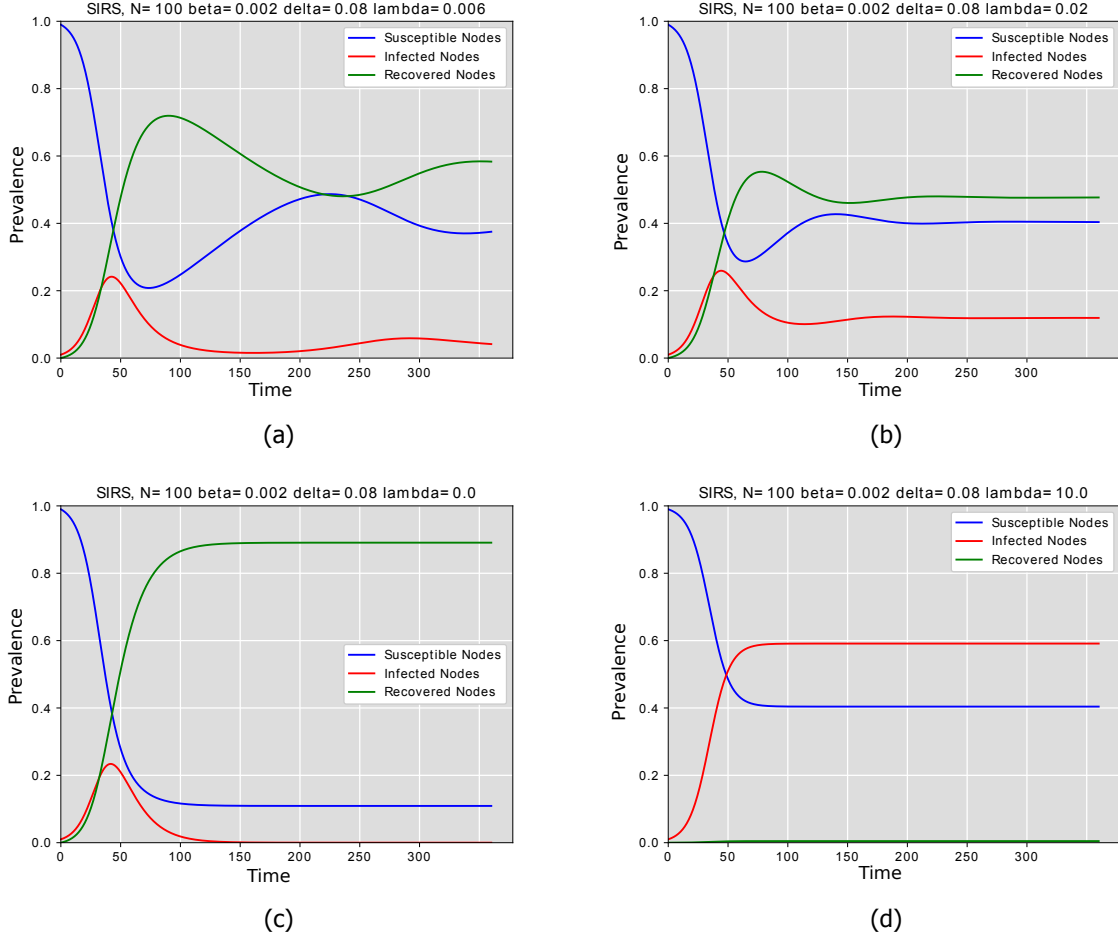 SIRS, N= 100 beta=0.002 delta=0.08 lambda=0.006
1.0
0.8
0.6
0.4
0.2
0.0
Prevalence
Susceptible Nodes
Infected Nodes
Recovered Nodes
0 50 100 150 200 250 300
Time
(a)
SIRS, N= 100 beta=0.002 delta=0.08 lambda=0.02
1.0
0.8
0.6
0.4
0.2
0.0
Prevalence
Susceptible Nodes
Infected Nodes
Recovered Nodes
0 50 100 150 200 250 300
Time
(b)
SIRS, N= 100 beta=0.002 delta=0.08 lambda=0.0
1.0
0.8
0.6
0.4
0.2
0.0
Prevalence
Susceptible Nodes
Infected Nodes
Recovered Nodes
0 50 100 150 200 250 300
Time
(c)
SIRS, N= 100 beta=0.002 delta=0.08 lambda=10.0
1.0
0.8
0.6
0.4
0.2
0.0
Prevalence
Susceptible Nodes
Infected Nodes
Recovered Nodes
0 50 100 150 200 250 300
Time
(d)